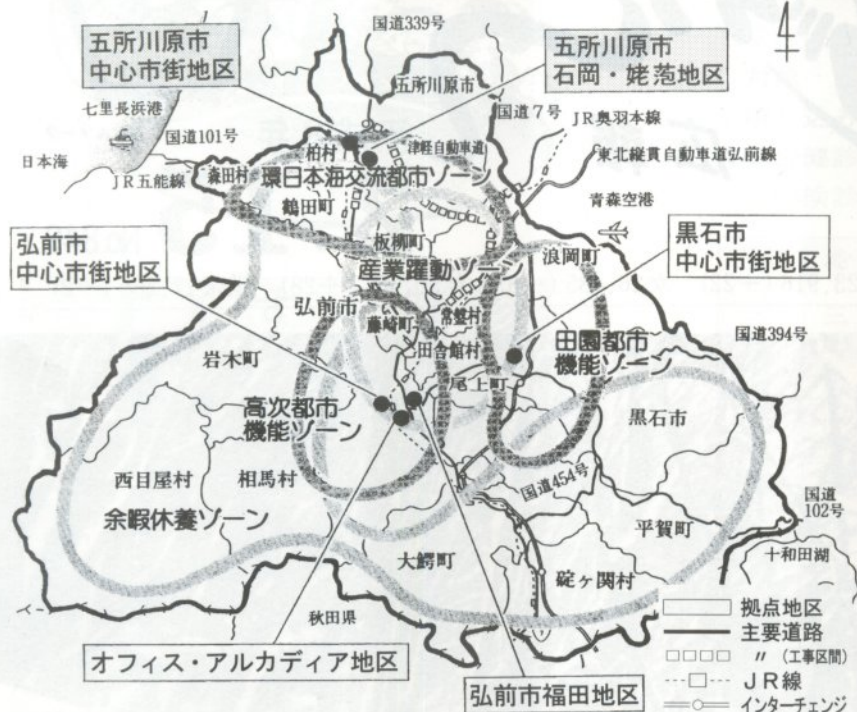 国道339号
五所川原市
中心市街地区
五所川原市
石岡・姥萢地区
五所川原市
七里長浜港
国道7号
JR奥羽本線
国道101号
柏村
津軽自動車道
東北縦貫自動車道弘前線
日本海
JR五能線
森田村
環日本海交流都市ゾーン
青森空港
鶴田町
弘前市
中心市街地区
板柳町
浪岡町
黒石市
中心市街地区
産業躍動ゾーン
弘前市
藤崎町
常盤村
田園都市
機能ゾーン
国道394号
岩木町
田舎館村
尾上町
高次都市
機能ゾーン
黒石市
西目屋村
相馬村
国道454号
国道
102号
余暇休養ゾーン
平賀町
大鰐町
十和田湖
碇ヶ関村
秋田県
オフィス・アルカディア地区
弘前市福田地区
拠点地区
主要道路
〃 (工事区間)
JR線
インターチェンジ